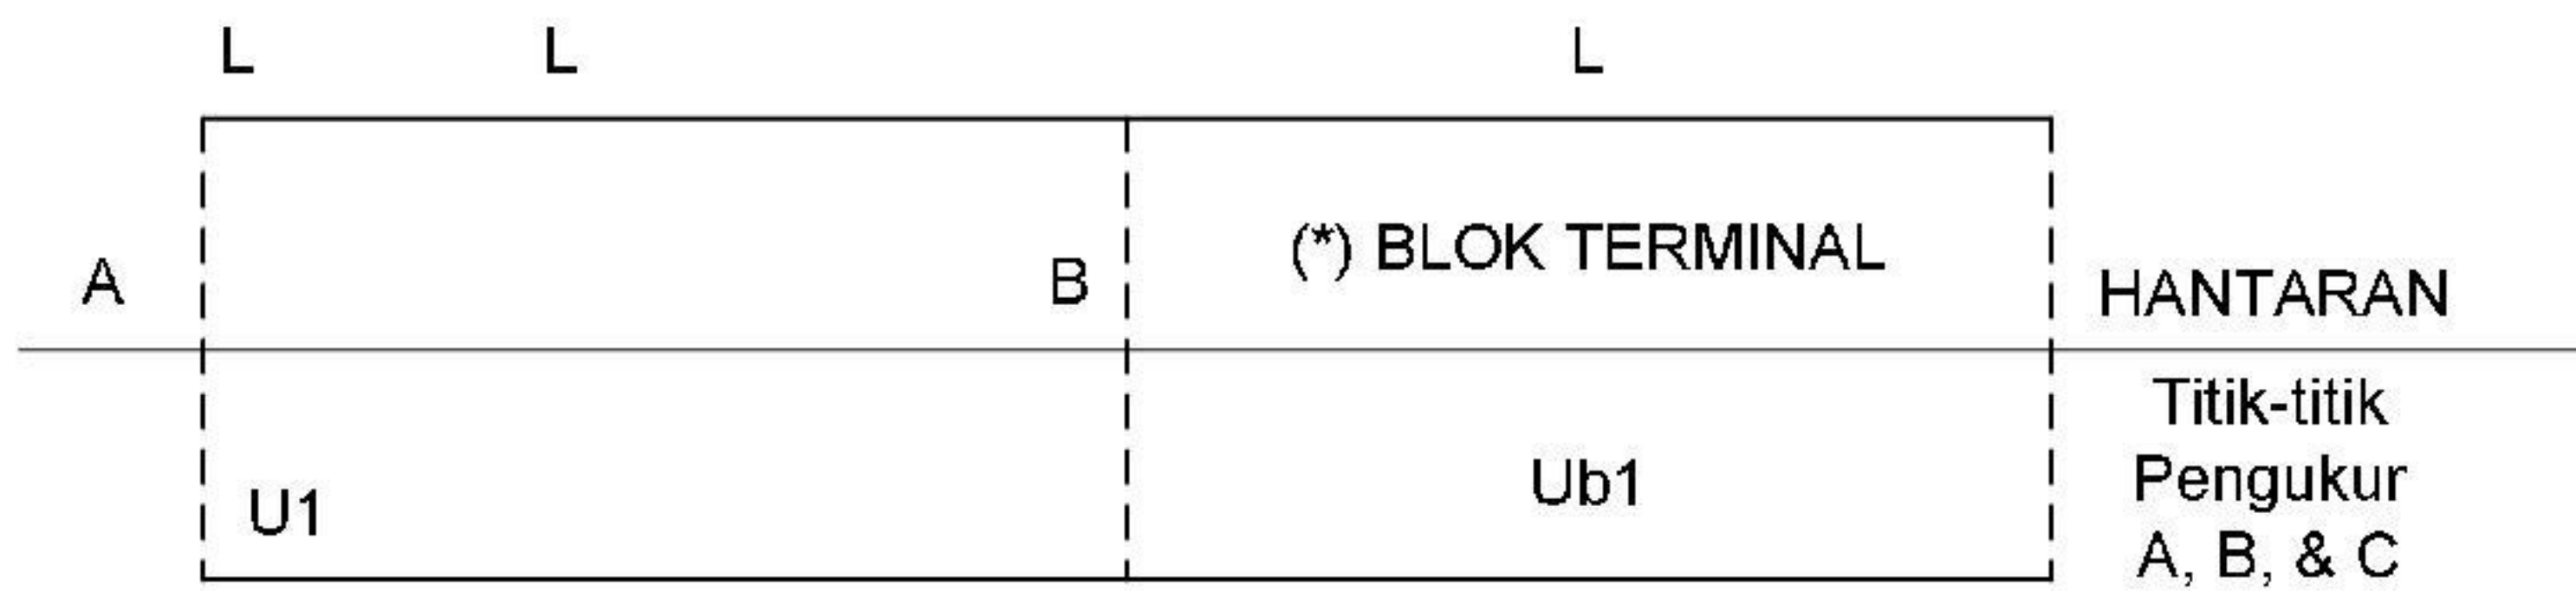 L L L
A B (*) BLOK TERMINAL HANTARAN
U1 Ub1 Titik-titik
Pengukur
A, B, & C